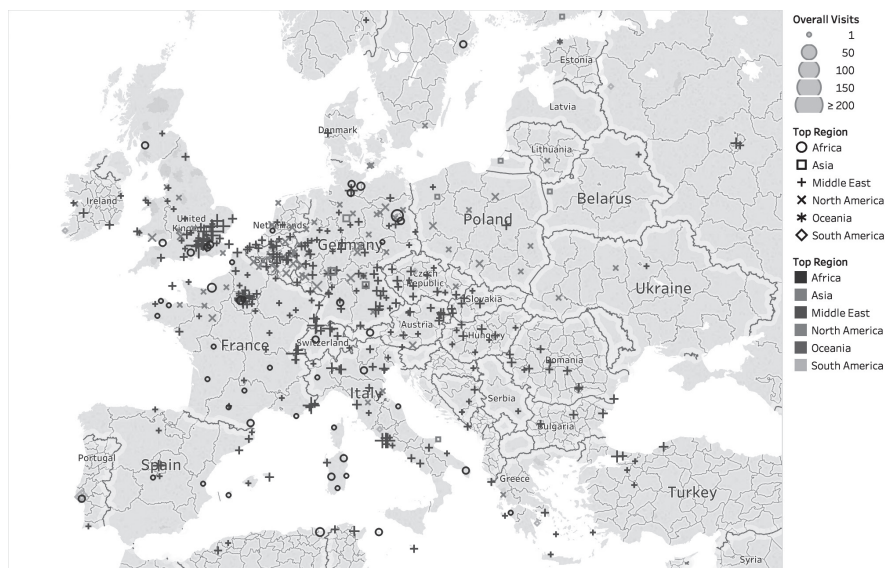 Overall Visits
1
50
100
150
≥ 200
Top Region
Africa
Asia
Middle East
North America
Oceania
South America
Top Region
Africa
Asia
Middle East
North America
Oceania
South America
Estonia
Latvia
Denmark
Lithuania
Ireland
United
Kingdom
Netherlands
Belarus
Poland
Germany
Czech
Republic
Ukraine
Slovakia
Austria
Hungary
France
Switzerland
Romania
Italy
Serbia
Bulgaria
Portugal
Spain
Greece
Turkey
Syria